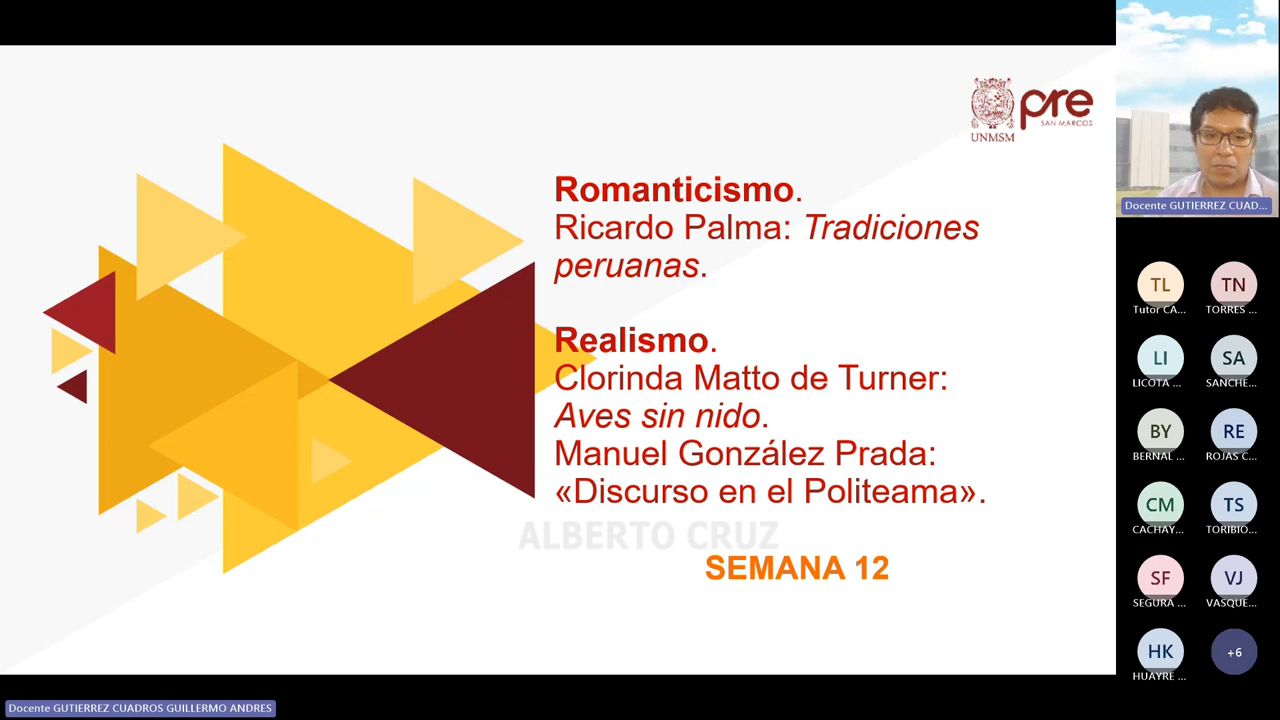 UNMSM
pre
SAN MARCOS
Romanticismo.
Ricardo Palma: Tradiciones
peruanas.
Realismo.
Clorinda Matto de Turner:
Aves sin nido.
Manuel González Prada:
«Discurso en el Politeama».
ALBERTO CRUZ
SEMANA 12
Docente GUTIERREZ CUAD...
TL
TN
Tutor CA...
TORRES ...
LI
SA
LICOTA ...
SANCHE...
BY
RE
BERNAL ...
ROJAS C...
CM
TS
CACHAY...
TORIBIO...
SF
VJ
SEGURA ...
VASQUE...
HK
+6
HUAYRE ...
Docente GUTIERREZ CUADROS GUILLERMO ANDRES